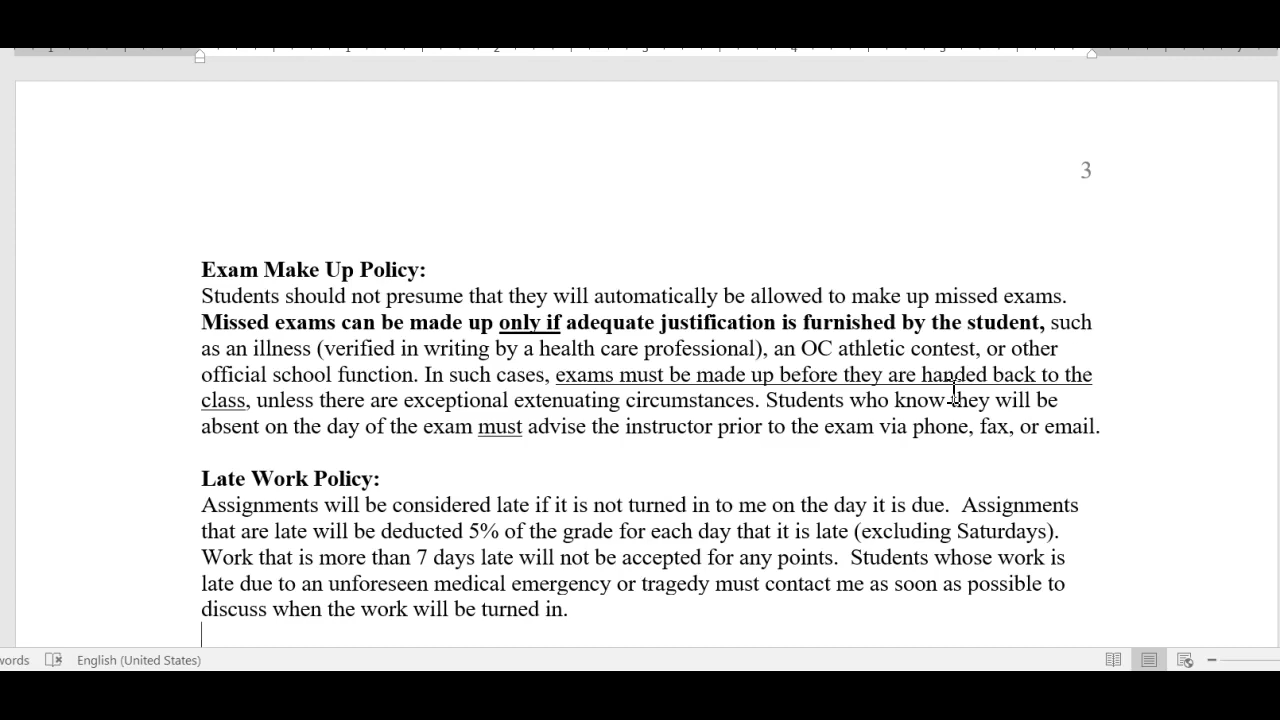 3
Exam Make Up Policy:
Students should not presume that they will automatically be allowed to make up missed exams.
Missed exams can be made up only if adequate justification is furnished by the student, such
as an illness (verified in writing by a health care professional), an OC athletic contest, or other
official school function. In such cases, exams must be made up before they are handed back to the
class, unless there are exceptional extenuating circumstances. Students who know they will be
absent on the day of the exam must advise the instructor prior to the exam via phone, fax, or email.
Late Work Policy:
Assignments will be considered late if it is not turned in to me on the day it is due.  Assignments
that are late will be deducted 5% of the grade for each day that it is late (excluding Saturdays).
Work that is more than 7 days late will not be accepted for any points.  Students whose work is
late due to an unforeseen medical emergency or tragedy must contact me as soon as possible to
discuss when the work will be turned in.
words English (United States)